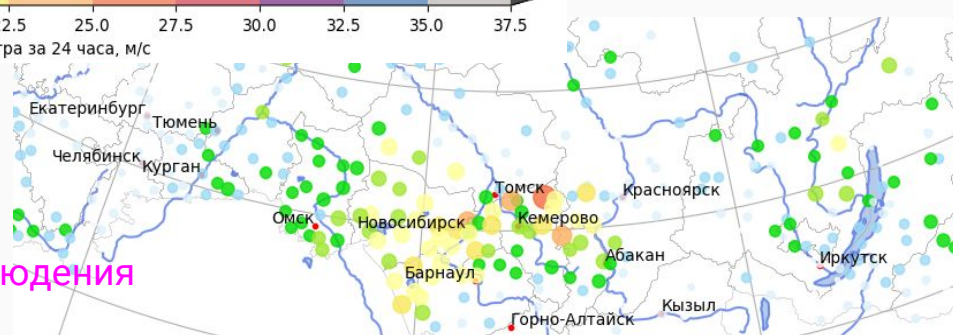 22.5 25.0 27.5 30.0 32.5 35.0 37.5
тра за 24 часа, м/с
Екатеринбург
Тюмень
Челябинск
Курган
Томск
Красноярск
Омск
Новосибирск
Кемерово
Абакан
Иркутск
юдения
Барнаул
Кызыл
Горно-Алтайск